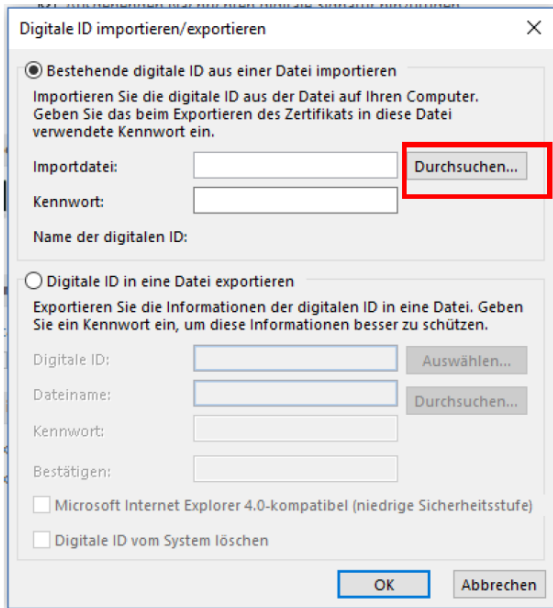 Digitale ID importieren/exportieren
Bestehende digitale ID aus einer Datei importieren
Importieren Sie die digitale ID aus der Datei auf Ihren Computer.
Geben Sie das beim Exportieren des Zertifikats in diese Datei
verwendete Kennwort ein.
Importdatei: Durchsuchen...
Kennwort:
Name der digitalen ID:
Digitale ID in eine Datei exportieren
Exportieren Sie die Informationen der digitalen ID in eine Datei. Geben
Sie ein Kennwort ein, um diese Informationen besser zu schützen.
Digitale ID: Auswählen...
Dateiname: Durchsuchen...
Kennwort:
Bestätigen:
Microsoft Internet Explorer 4.0-kompatibel (niedrige Sicherheitsstufe)
Digitale ID vom System löschen
OK Abbrechen